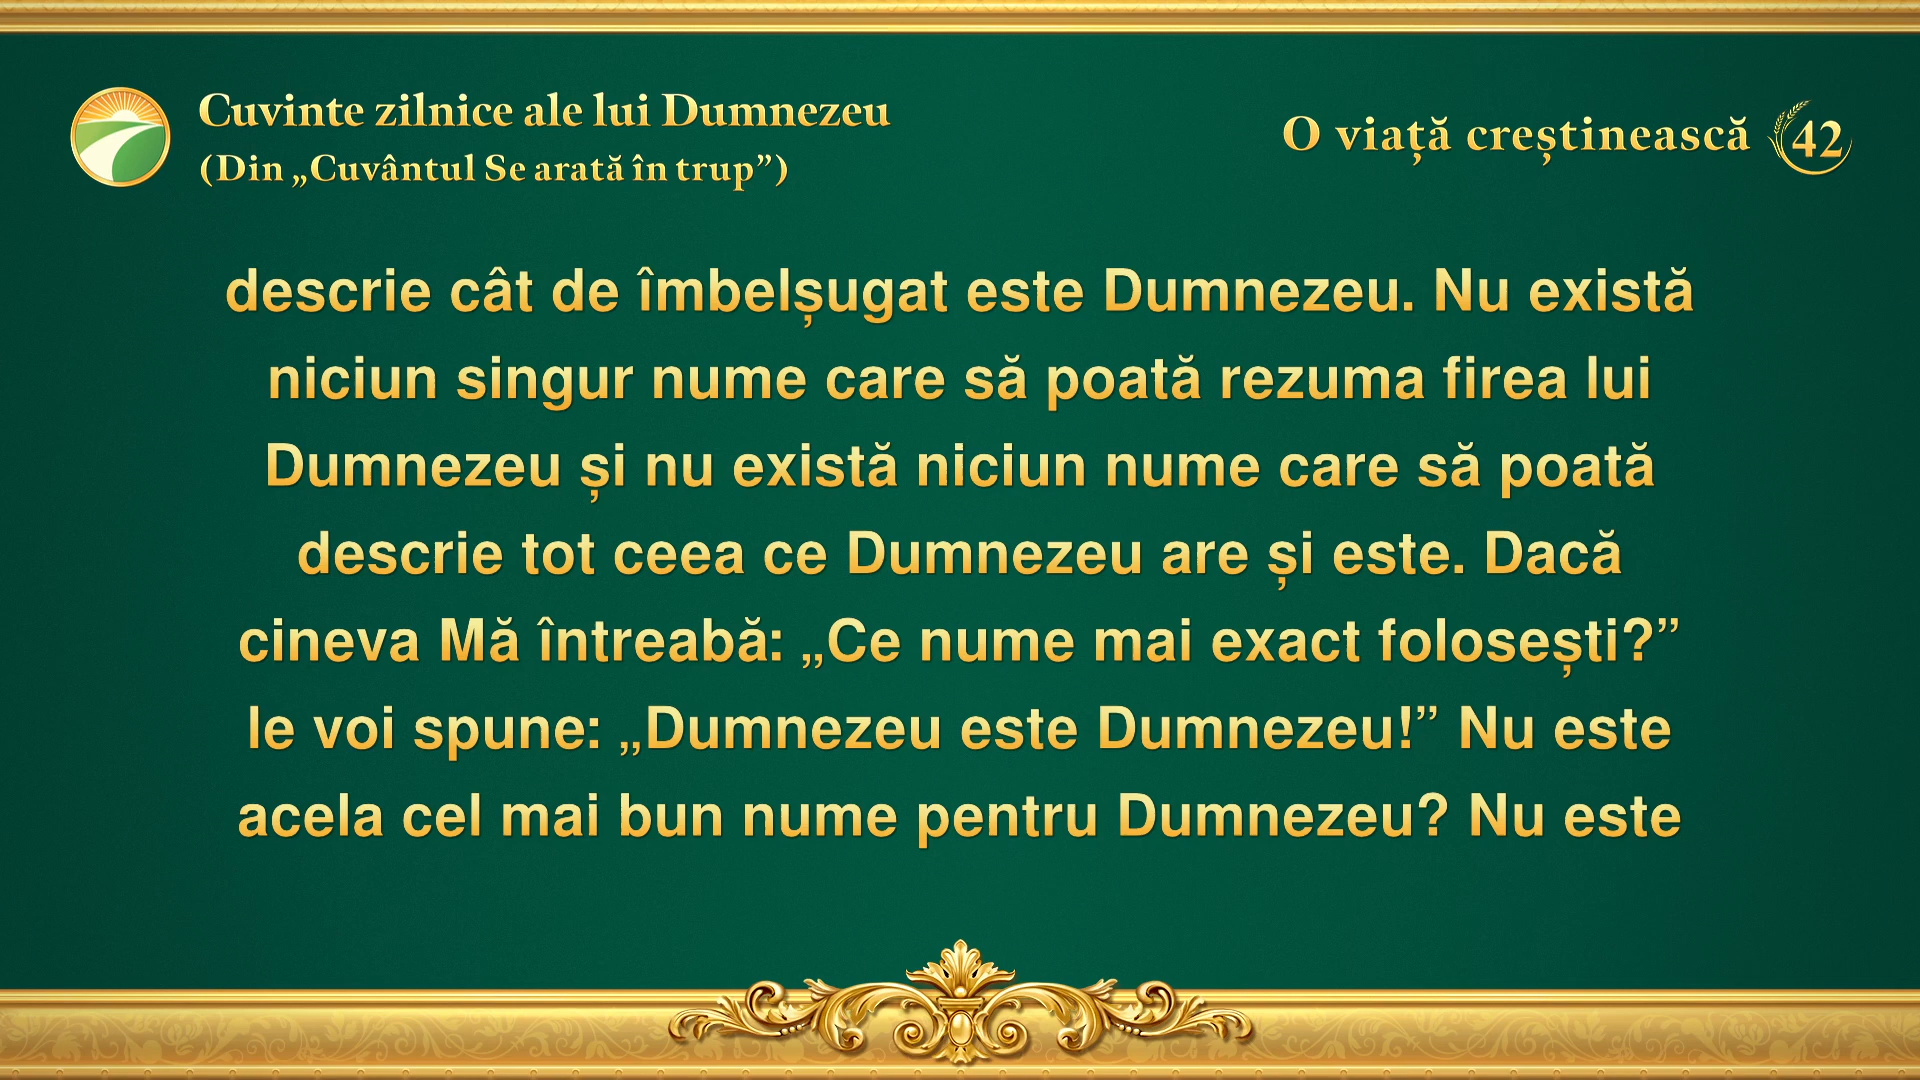 Cuvinte zilnice ale lui Dumnezeu
(Din „Cuvântul Se arată în trup”)
O viață creștinească 42
descrie cât de îmbelșugat este Dumnezeu. Nu există
niciun singur nume care să poată rezuma firea lui
Dumnezeu și nu există niciun nume care să poată
descrie tot ceea ce Dumnezeu are și este. Dacă
cineva Mă întreabă: „Ce nume mai exact folosești?”
le voi spune: „Dumnezeu este Dumnezeu!” Nu este
acela cel mai bun nume pentru Dumnezeu? Nu este